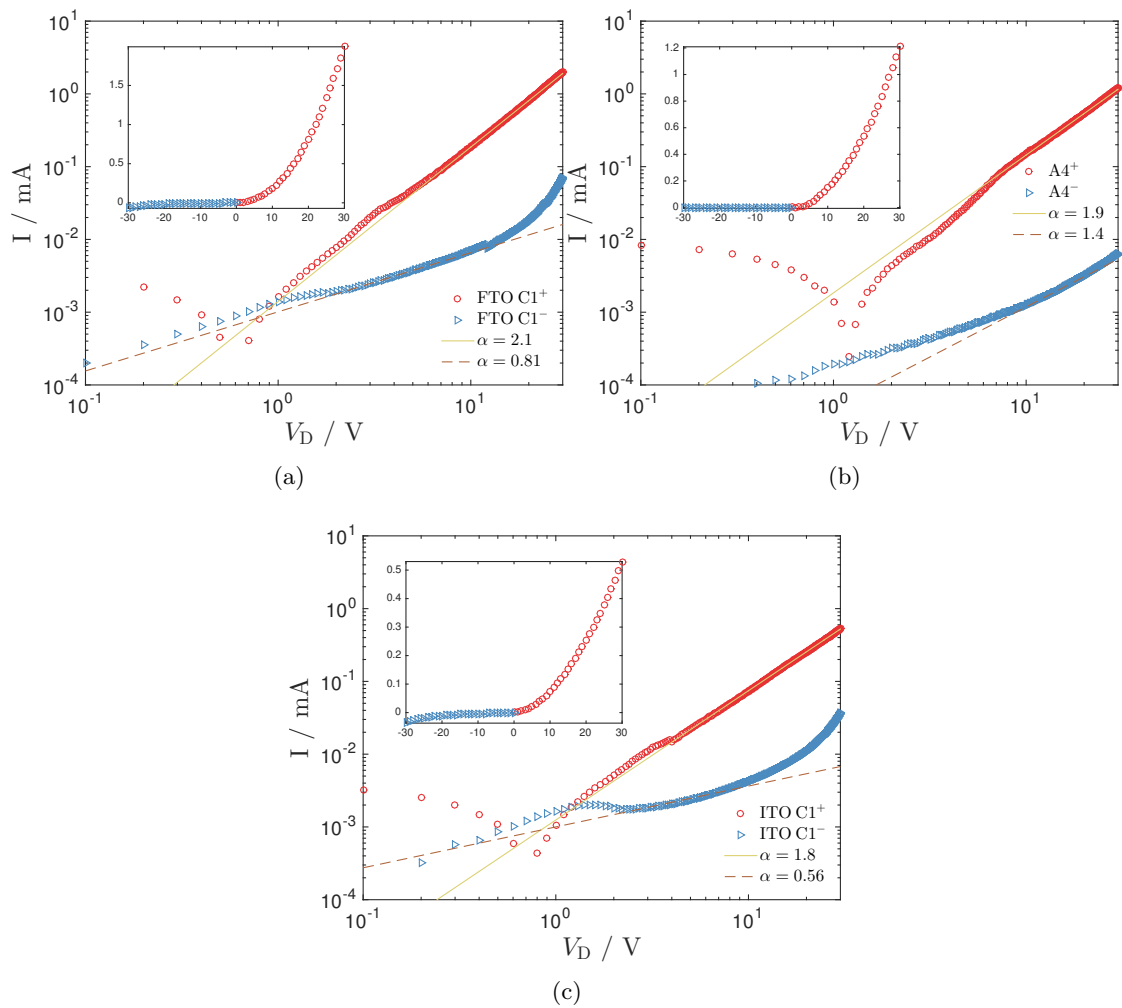 10^1
10^0
10^-1
10^-2
10^-3
10^-4
I / mA
1.5
1
0.5
0
-30 -20 -10 0 10 20 30
FTO C1^+
FTO C1^-
α = 2.1
α = 0.81
10^-1 10^0 10^1
V_D / V
(a)
10^1
10^0
10^-1
10^-2
10^-3
10^-4
I / mA
1.2
1
0.8
0.6
0.4
0.2
0
-30 -20 -10 0 10 20 30
A4^+
A4^-
α = 1.9
α = 1.4
10^-1 10^0 10^1
V_D / V
(b)
10^1
10^0
10^-1
10^-2
10^-3
10^-4
I / mA
0.5
0.4
0.3
0.2
0.1
0
-30 -20 -10 0 10 20 30
ITO C1^+
ITO C1^-
α = 1.8
α = 0.56
10^-1 10^0 10^1
V_D / V
(c)